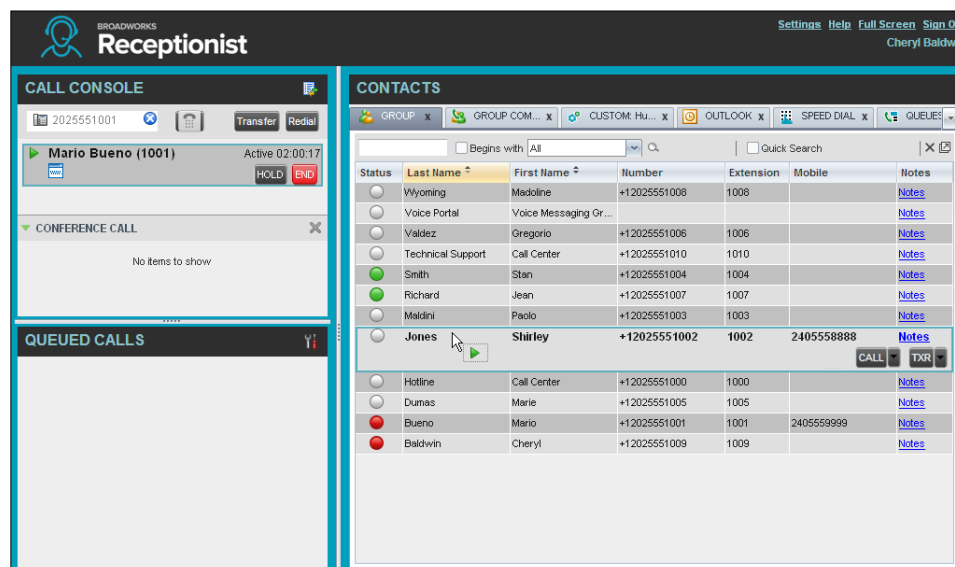 BROADWORKS
Receptionist
Settings Help Full Screen Sign O
Cheryl Baldw
CALL CONSOLE
2025551001
Transfer Redial
Mario Bueno (1001) Active 02:00:17
www
HOLD END
CONFERENCE CALL
No items to show
QUEUED CALLS
CONTACTS
GROUP x GROUP COM... x CUSTOM: Hu... x OUTLOOK x SPEED DIAL x QUEUES
Begins with All Quick Search
Status Last Name First Name Number Extension Mobile Notes
Wyoming Madoline +12025551008 1008 Notes
Voice Portal Voice Messaging Gr... Notes
Valdez Gregorio +12025551006 1006 Notes
Technical Support Call Center +12025551010 1010 Notes
Smith Stan +12025551004 1004 Notes
Richard Jean +12025551007 1007 Notes
Maldini Paolo +12025551003 1003 Notes
Jones Shirley +12025551002 1002 2405558888 Notes
CALL TXR
Hotline Call Center +12025551000 1000 Notes
Dumas Marie +12025551005 1005 Notes
Bueno Mario +12025551001 1001 2405559999 Notes
Baldwin Cheryl +12025551009 1009 Notes